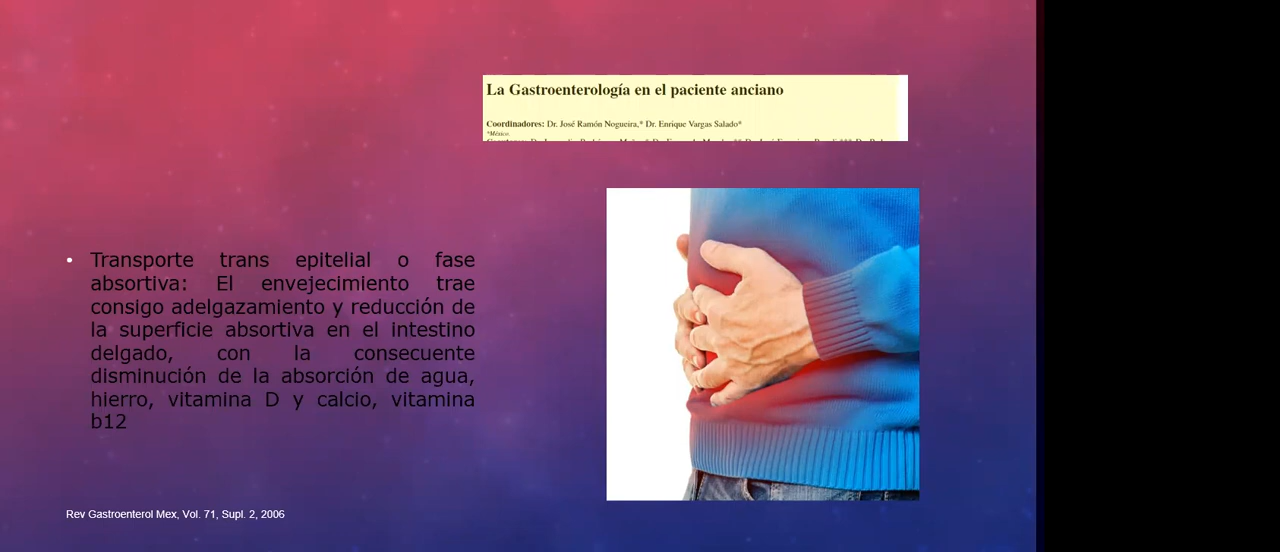 La Gastroenterología en el paciente anciano
Coordinadores: Dr. José Ramón Nogueira,* Dr. Enrique Vargas Salado*
*México.
• Transporte trans epitelial o fase
absortiva: El envejecimiento trae
consigo adelgazamiento y reducción de
la superficie absortiva en el intestino
delgado, con la consecuente
disminución de la absorción de agua,
hierro, vitamina D y calcio, vitamina
b12
Rev Gastroenterol Mex, Vol. 71, Supl. 2, 2006